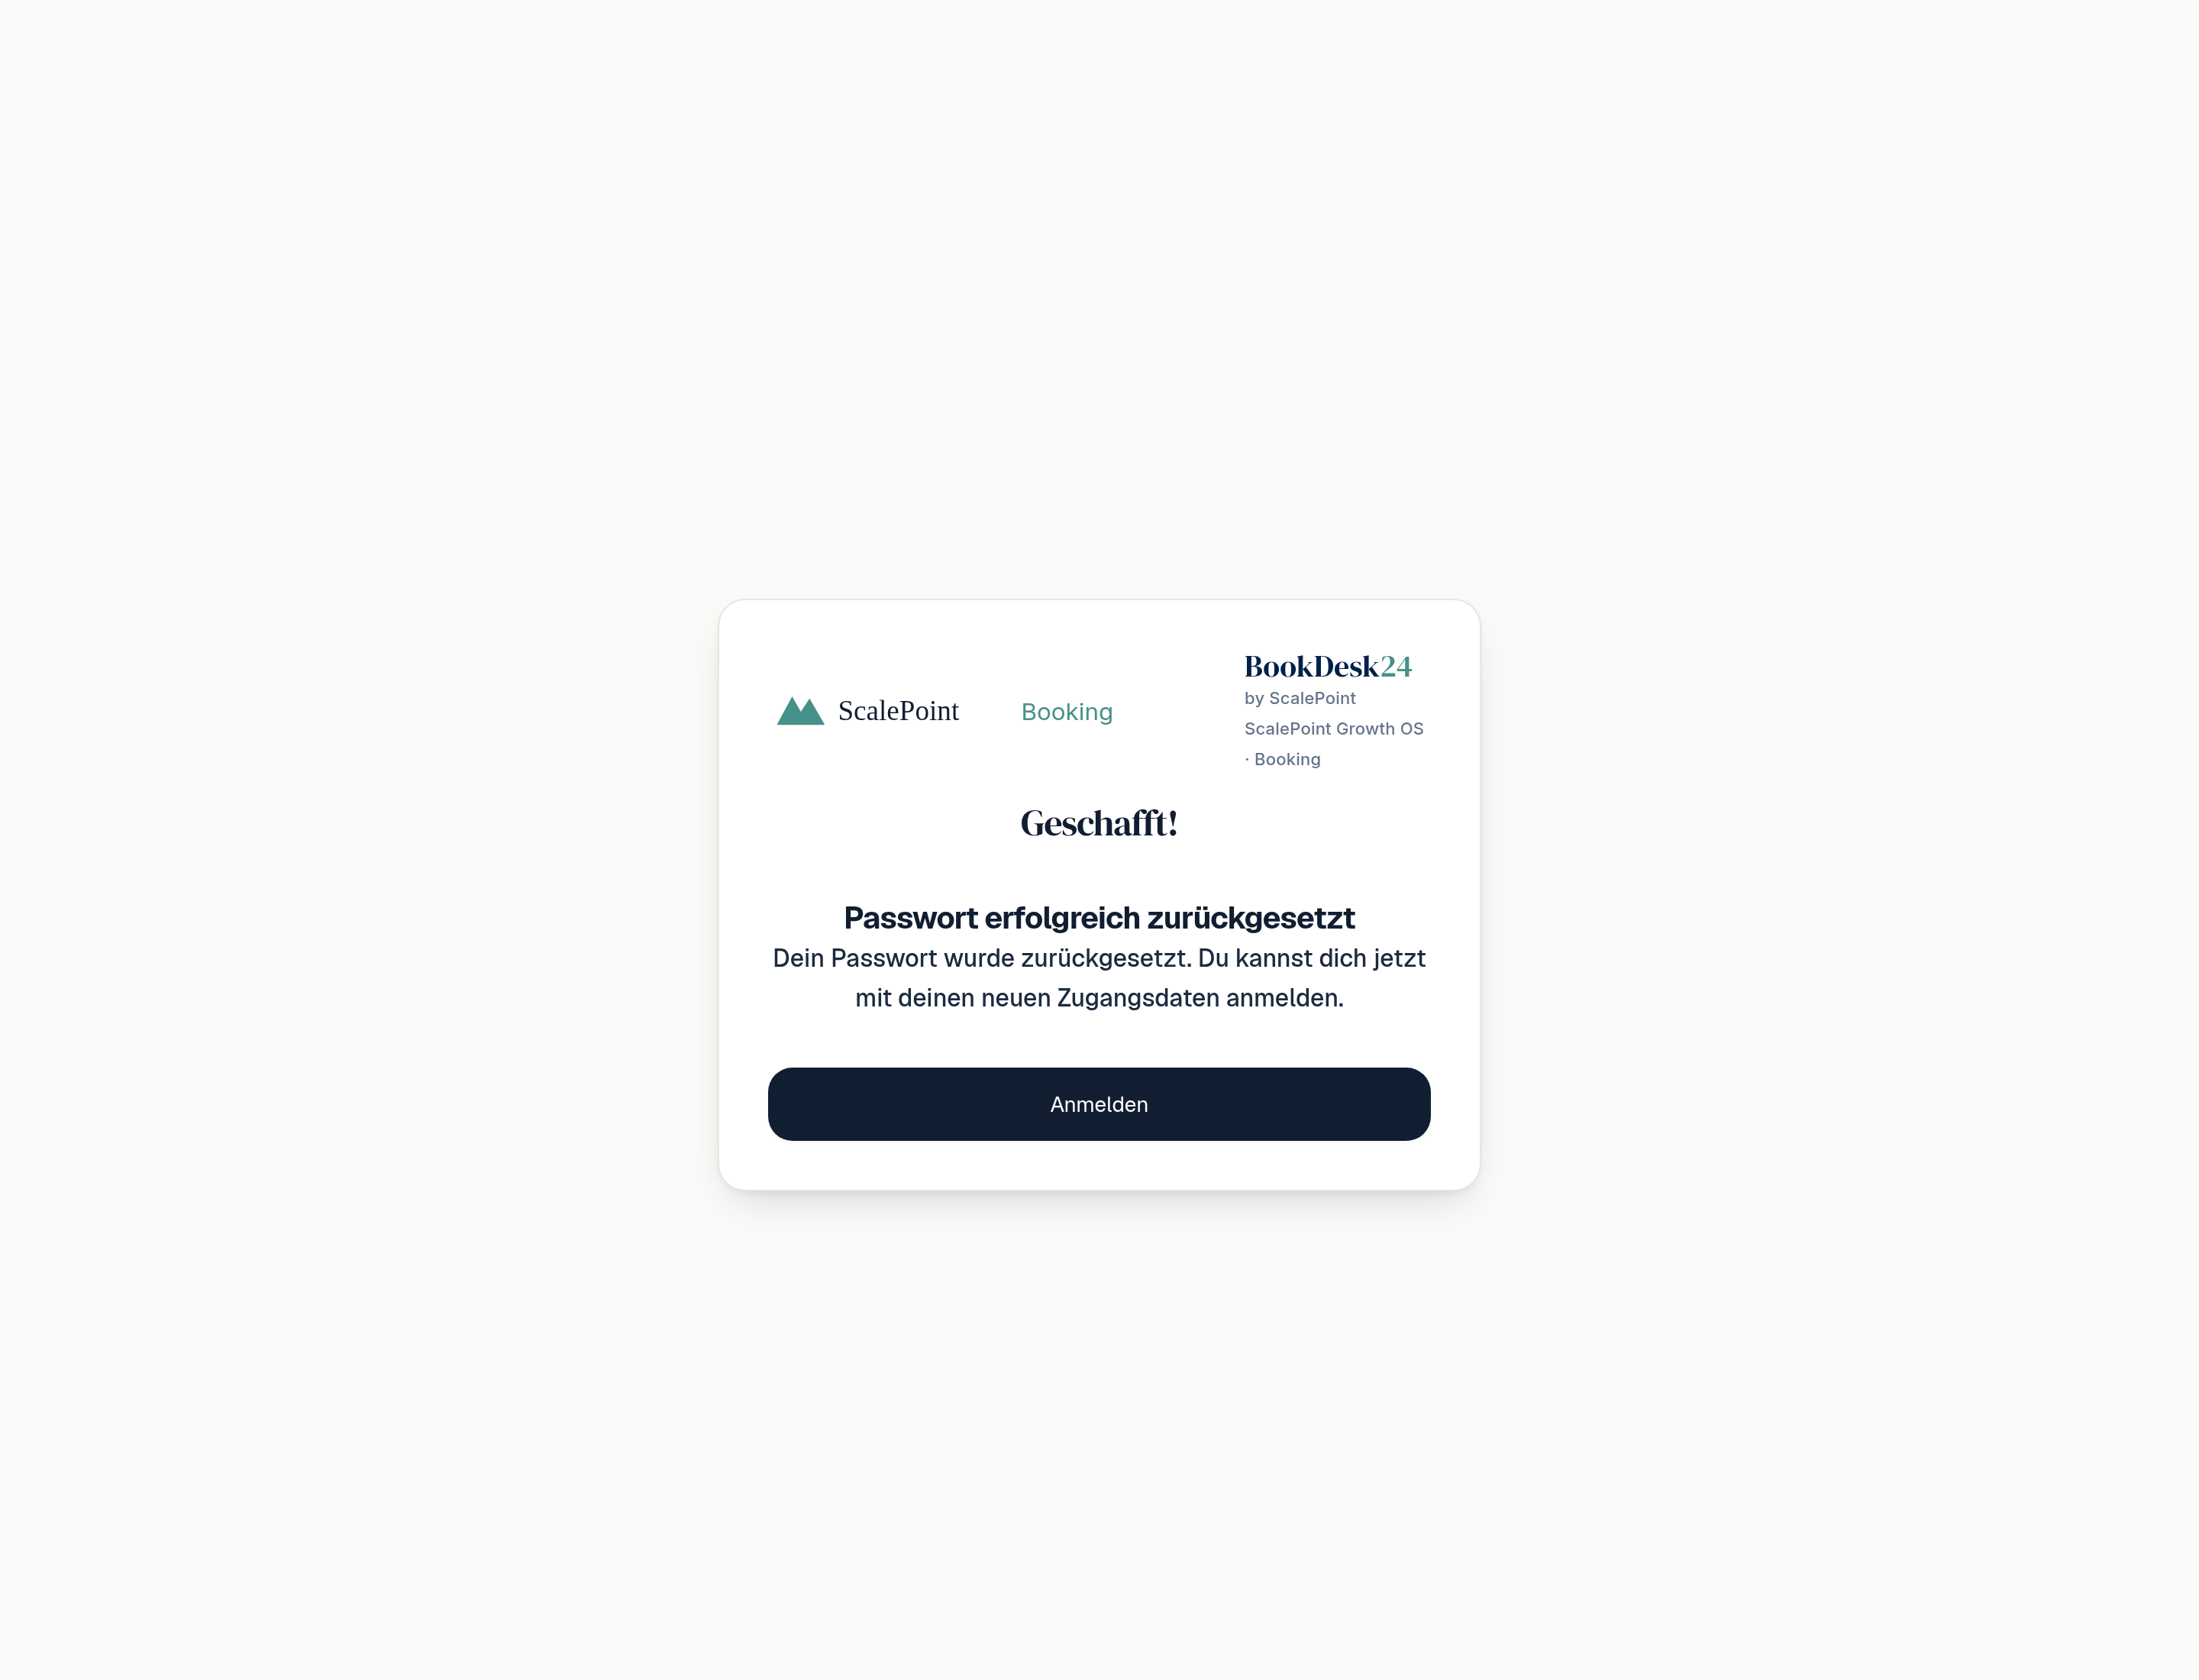 ScalePoint
Booking
BookDesk24
by ScalePoint
ScalePoint Growth OS
· Booking
Geschafft!
Passwort erfolgreich zurückgesetzt
Dein Passwort wurde zurückgesetzt. Du kannst dich jetzt
mit deinen neuen Zugangsdaten anmelden.
Anmelden